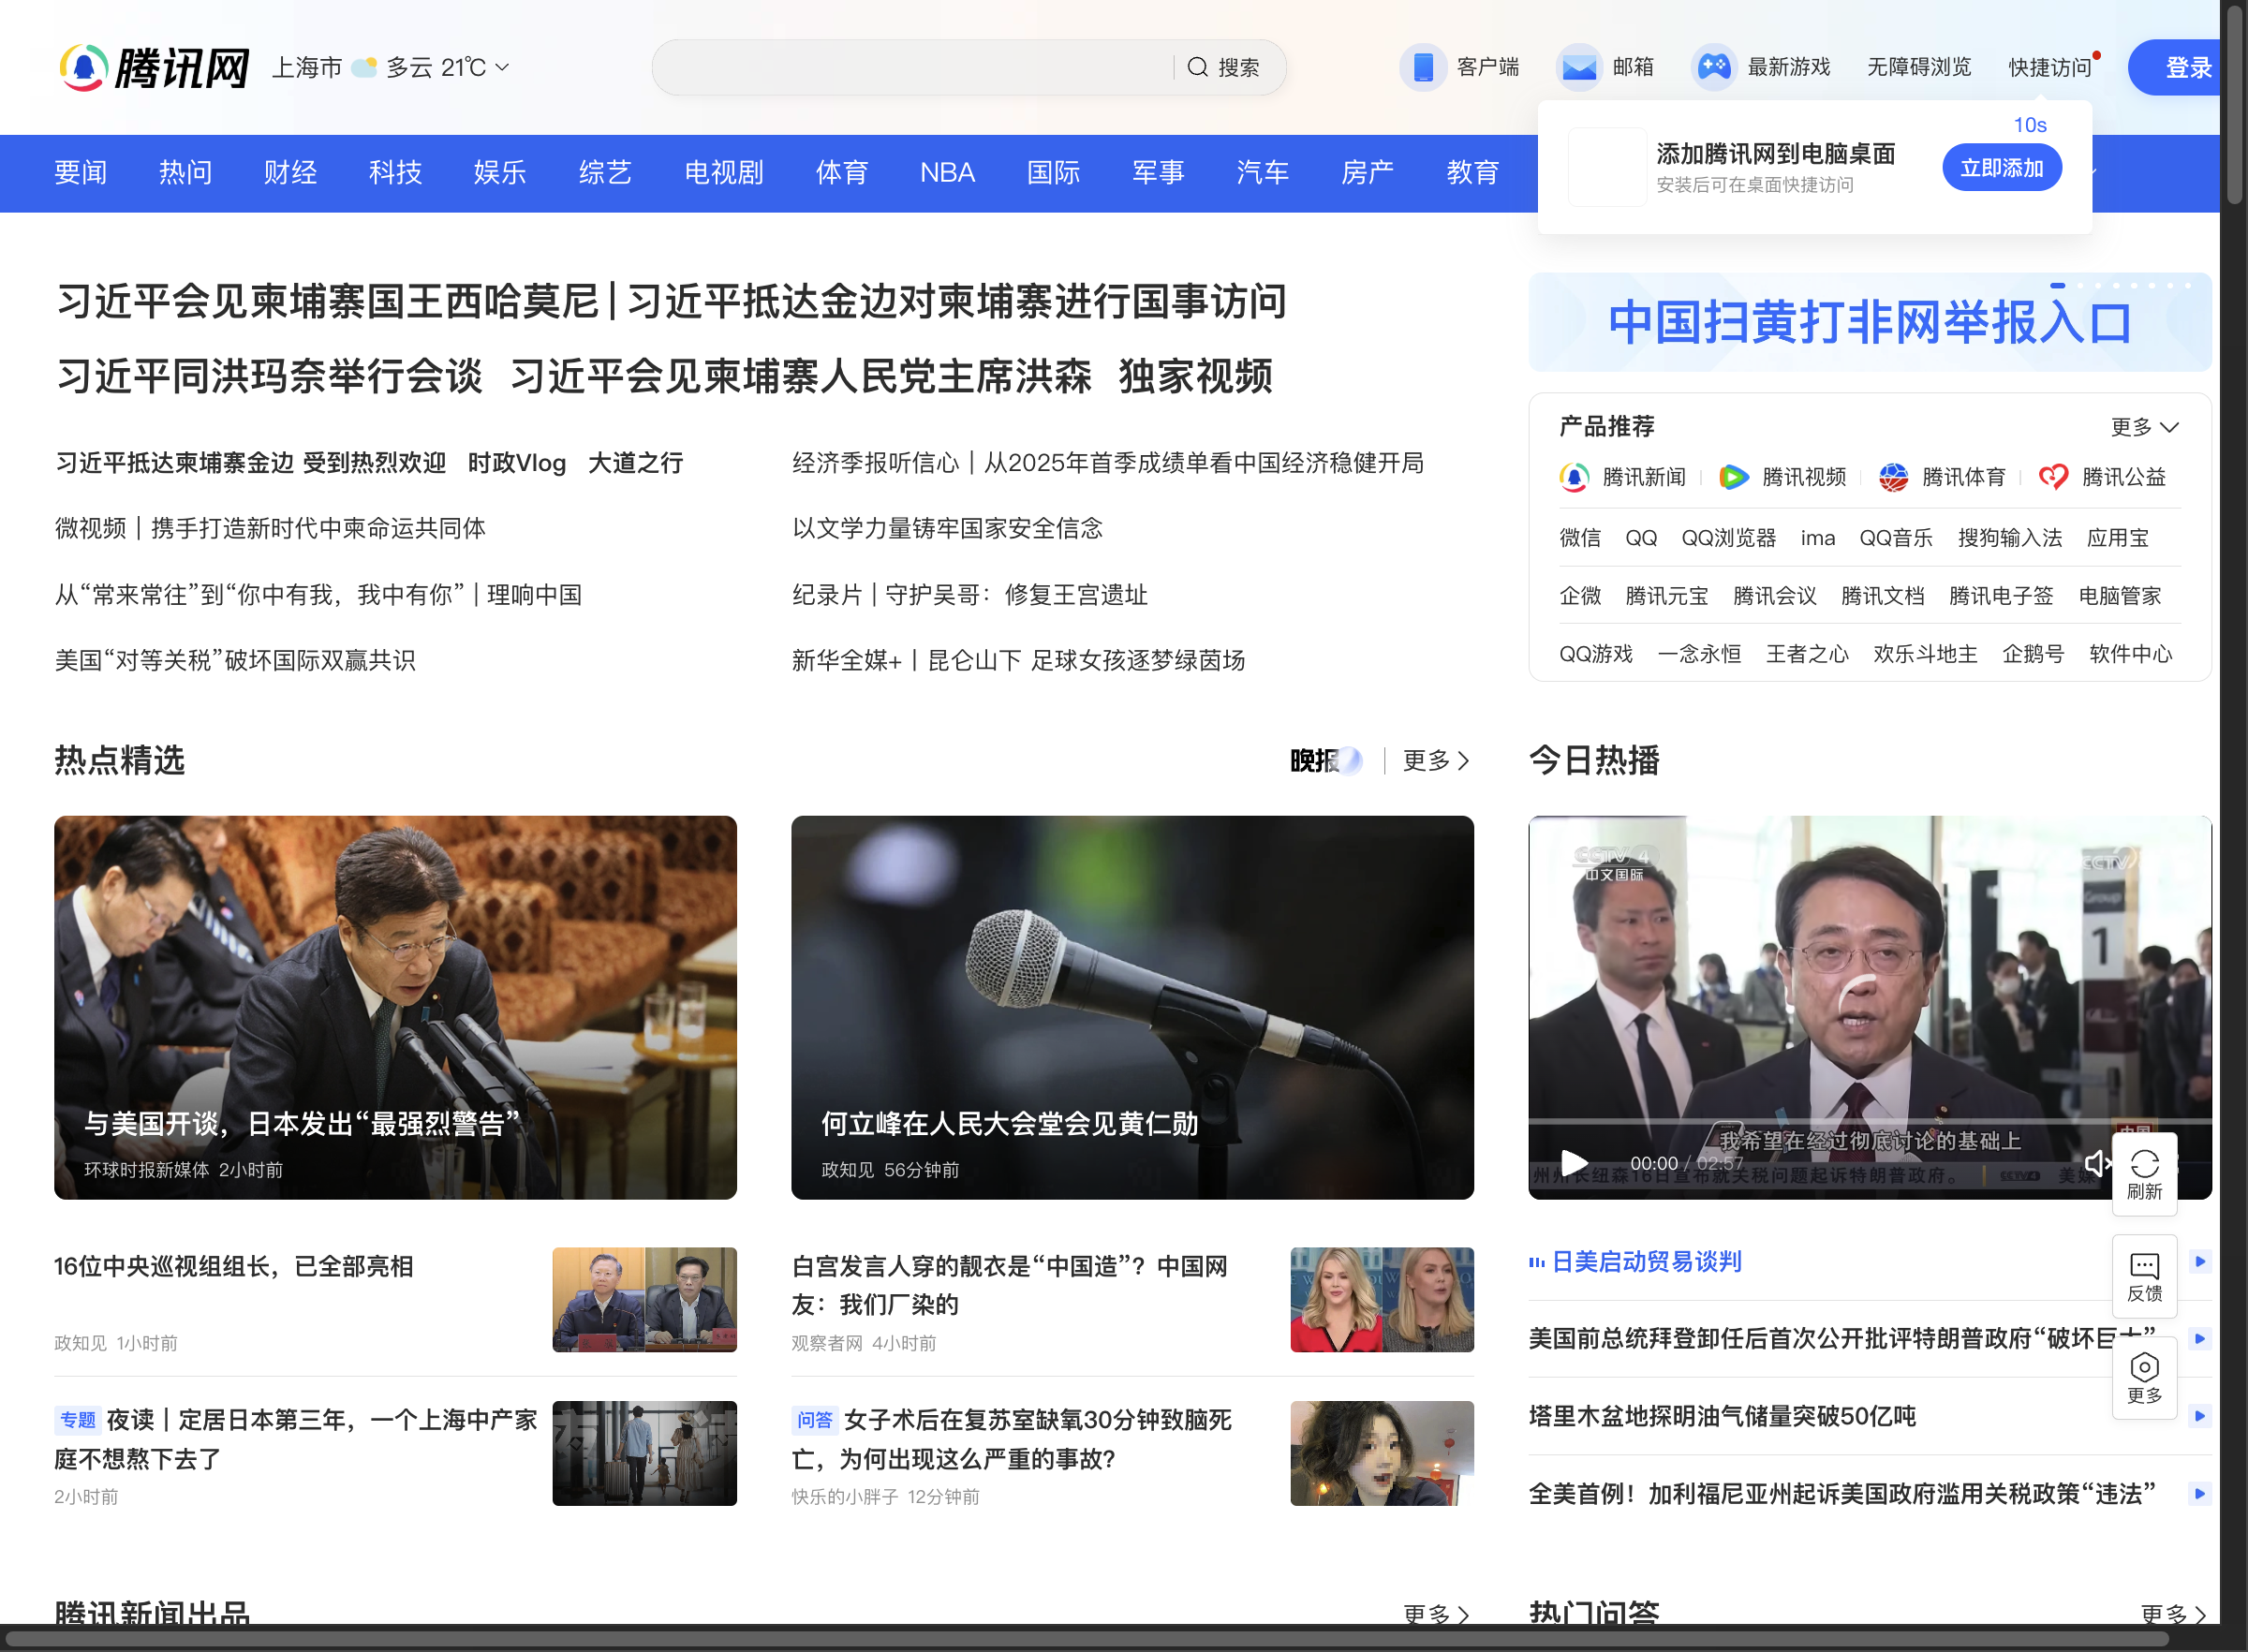 腾讯网 上海市 多云 21℃ 搜索 客户端 邮箱 最新游戏 无障碍浏览 快捷访问 登录
10s
添加腾讯网到电脑桌面 立即添加
安装后可在桌面快捷访问
要闻 热问 财经 科技 娱乐 综艺 电视剧 体育 NBA 国际 军事 汽车 房产 教育
习近平会见柬埔寨国王西哈莫尼|习近平抵达金边对柬埔寨进行国事访问
习近平同洪玛奈举行会谈 习近平会见柬埔寨人民党主席洪森 独家视频
习近平抵达柬埔寨金边 受到热烈欢迎 时政Vlog 大道之行
微视频|携手打造新时代中柬命运共同体
从“常来常往”到“你中有我，我中有你”|理响中国
美国“对等关税”破坏国际双赢共识
经济季报听信心|从2025年首季成绩单看中国经济稳健开局
以文学力量铸牢国家安全信念
纪录片|守护吴哥：修复王宫遗址
新华全媒+丨昆仑山下 足球女孩逐梦绿茵场
中国扫黄打非网举报入口
产品推荐 更多
腾讯新闻 腾讯视频 腾讯体育 腾讯公益
微信 QQ QQ浏览器 ima QQ音乐 搜狗输入法 应用宝
企微 腾讯元宝 腾讯会议 腾讯文档 腾讯电子签 电脑管家
QQ游戏 一念永恒 王者之心 欢乐斗地主 企鹅号 软件中心
热点精选 晚报 更多
与美国开谈，日本发出“最强烈警告”
环球时报新媒体 2小时前
何立峰在人民大会堂会见黄仁勋
政知见 56分钟前
16位中央巡视组组长，已全部亮相
政知见 1小时前
白宫发言人穿的靓衣是“中国造”？中国网
友：我们厂染的
观察者网 4小时前
专题 夜读｜定居日本第三年，一个上海中产家
庭不想熬下去了
2小时前
问答 女子术后在复苏室缺氧30分钟致脑死
亡，为何出现这么严重的事故？
快乐的小胖子 12分钟前
今日热播
CCTV 4
中文国际
CCTV
Group
1
我希望在经过彻底讨论的基础上
00:00 / 02:57
州州长纽森16日宣布就关税问题起诉特朗普政府。 CCTV4 美媒
刷新
反馈
更多
日美启动贸易谈判
美国前总统拜登卸任后首次公开批评特朗普政府“破坏巨大”
塔里木盆地探明油气储量突破50亿吨
全美首例！加利福尼亚州起诉美国政府滥用关税政策“违法”
腾讯新闻出品 更多
热门问答 更多